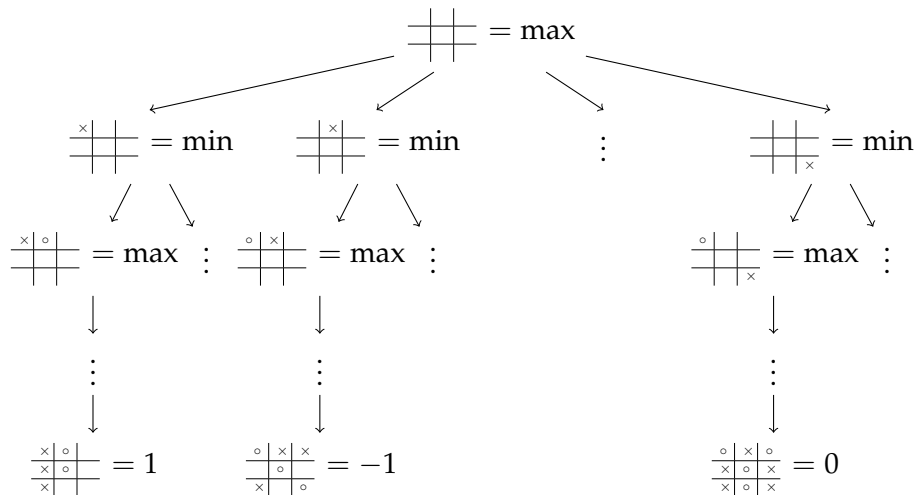 = max
× = min × = min ⋮ × = min
× ○ = max ⋮ ○ × = max ⋮ ○ × = max ⋮
⋮ ⋮ ⋮
× ○ × ○ × = 1 ○ × × ○ × ○ = −1 ○ × ○ × ○ × × ○ × = 0